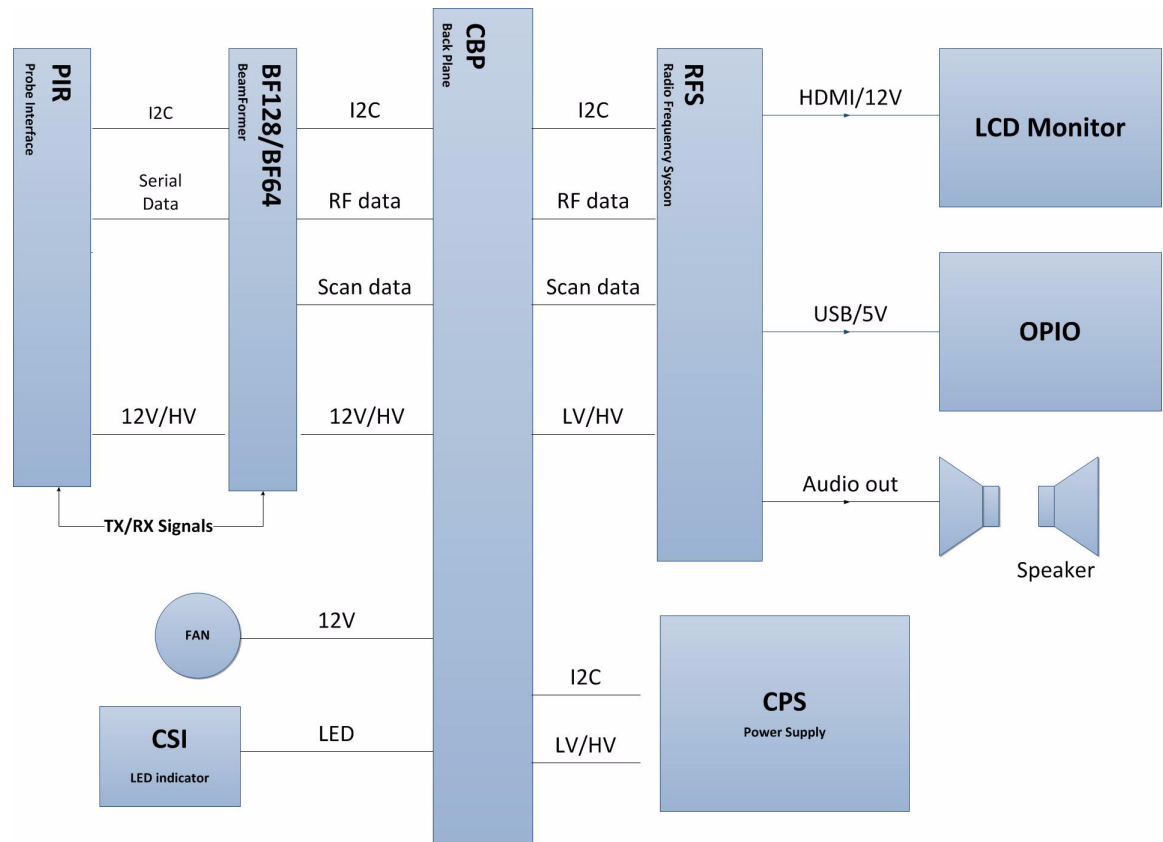 PIR
Probe Interface
I2C
Serial
Data
12V/HV
BF128/BF64
BeamFormer
I2C
RF data
Scan data
12V/HV
TX/RX Signals
CBP
Back Plane
I2C
RF data
Scan data
LV/HV
RFS
Radio Frequency Syscon
HDMI/12V
LCD Monitor
USB/5V
OPIO
Audio out
Speaker
FAN
12V
CSI
LED indicator
LED
I2C
LV/HV
CPS
Power Supply